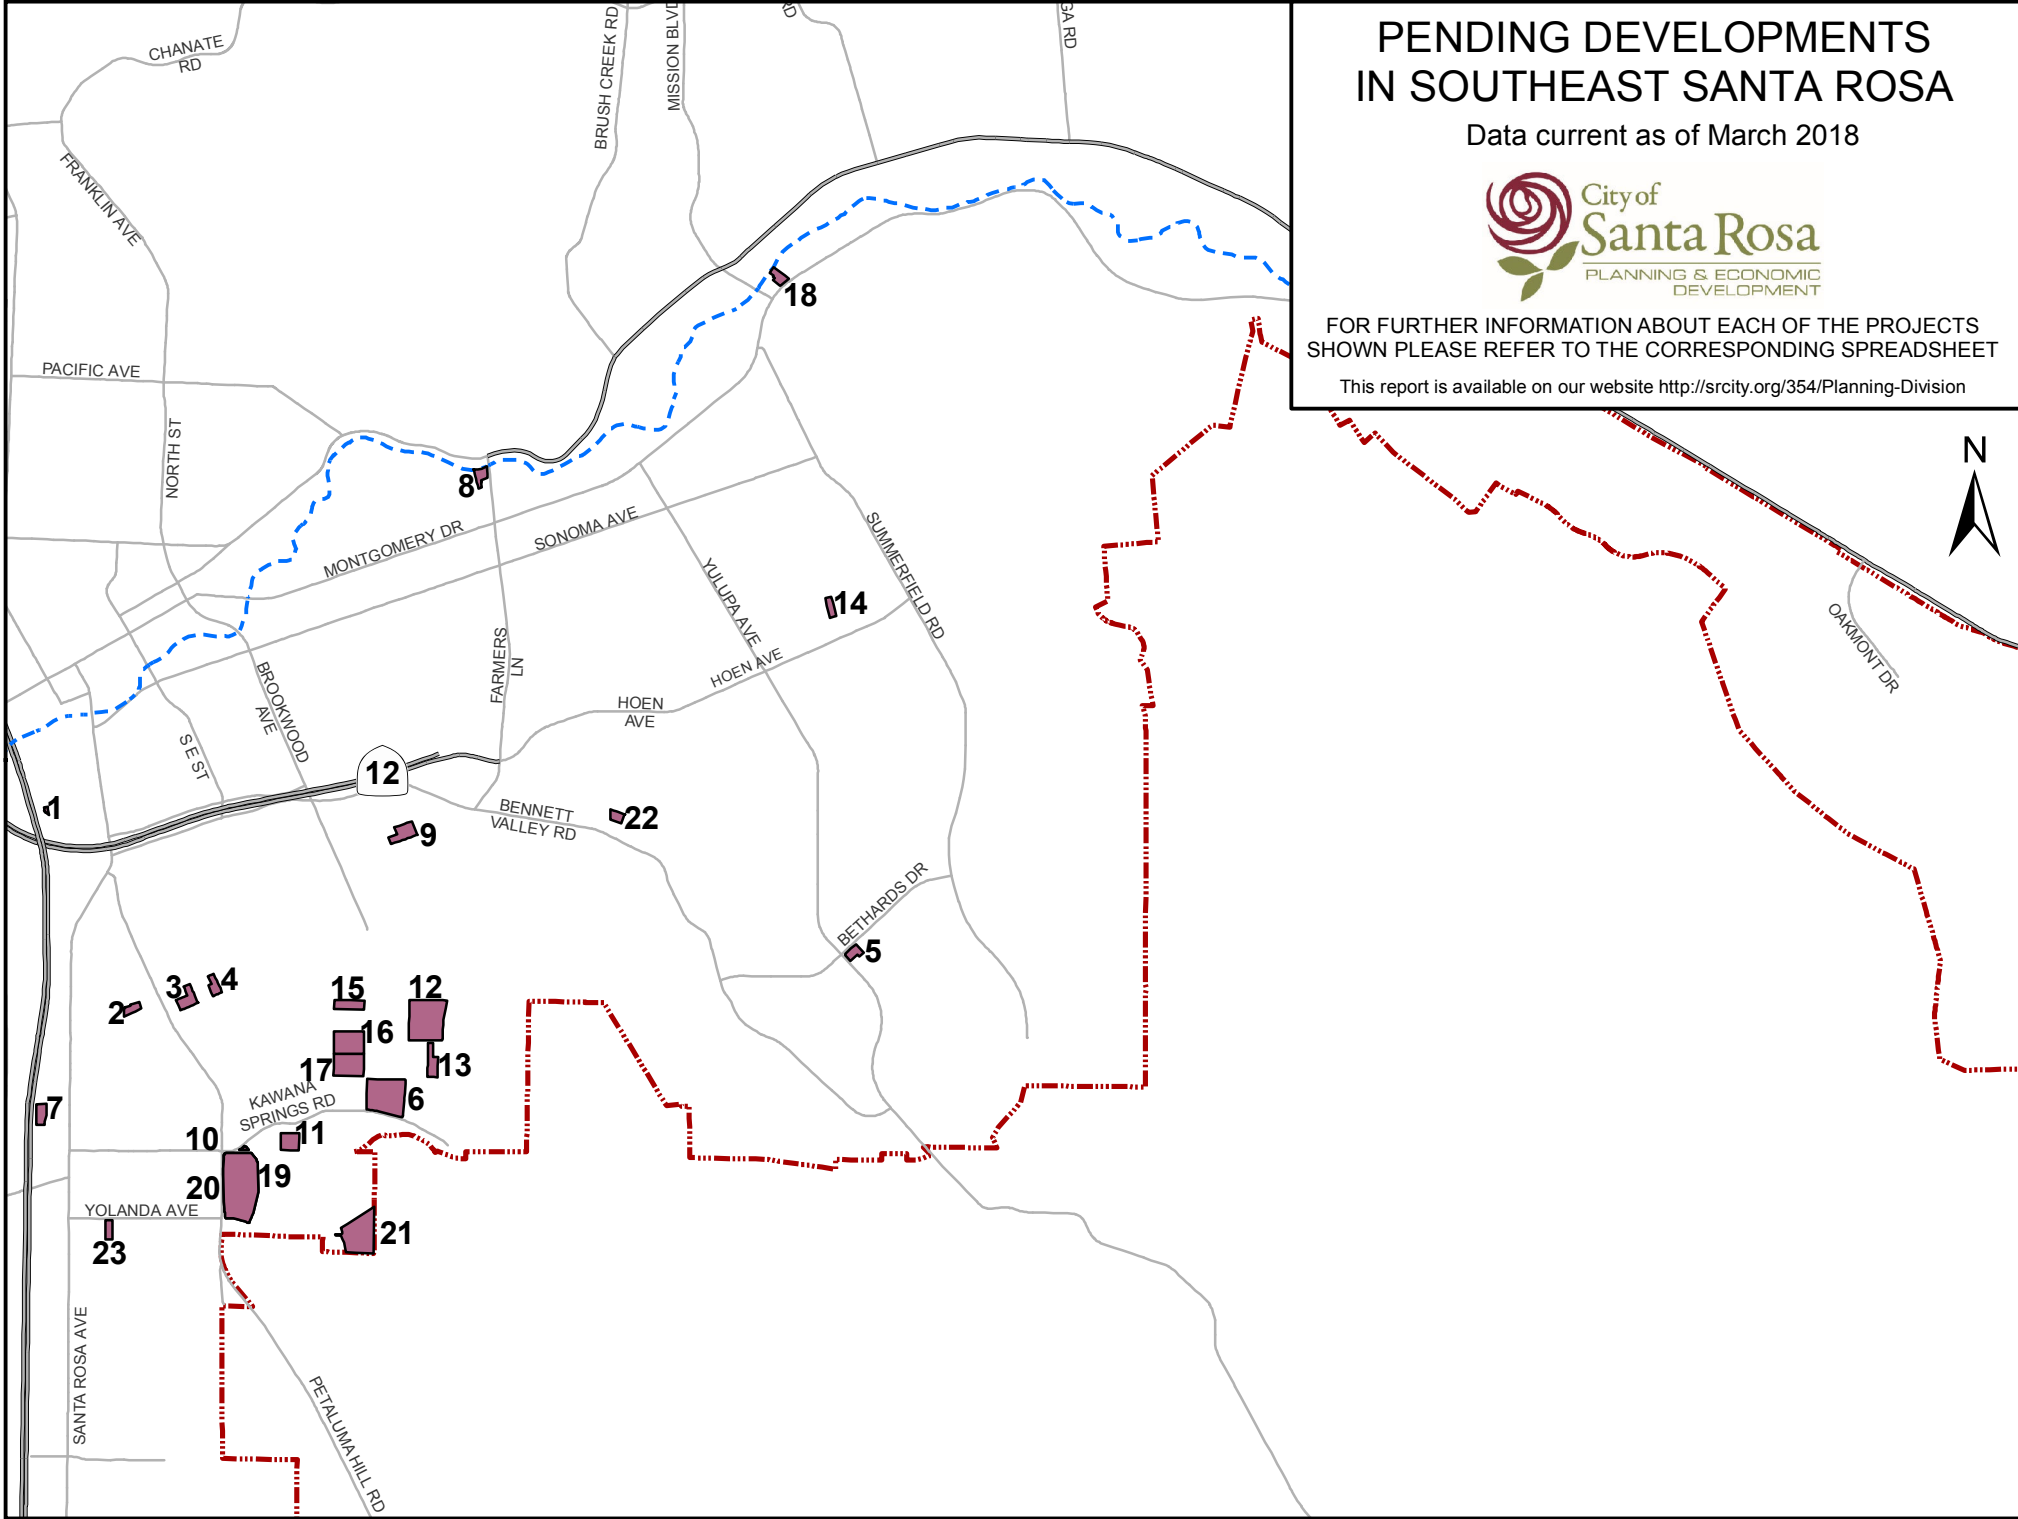 PENDING DEVELOPMENTS
IN SOUTHEAST SANTA ROSA
Data current as of March 2018
City of
Santa Rosa
PLANNING & ECONOMIC
DEVELOPMENT
FOR FURTHER INFORMATION ABOUT EACH OF THE PROJECTS
SHOWN PLEASE REFER TO THE CORRESPONDING SPREADSHEET
This report is available on our website http://srcity.org/354/Planning-Division
N
CHANATE
RD
BRUSH CREEK RD
MISSION BLVD
RD
GA RD
FRANKLIN AVE
18
PACIFIC AVE
NORTH ST
8
MONTGOMERY DR
SONOMA AVE
SUMMERFIELD RD
YULUPA AVE
14
OAKMONT DR
FARMERS
LN
HOEN AVE
BROOKWOOD
AVE
HOEN
AVE
S E ST
12
1
BENNETT
VALLEY RD
22
9
BETHARDS DR
5
2
3
4
15
12
16
13
17
6
KAWANA
SPRINGS RD
7
10
11
19
20
YOLANDA AVE
21
23
SANTA ROSA AVE
PETALUMA HILL RD